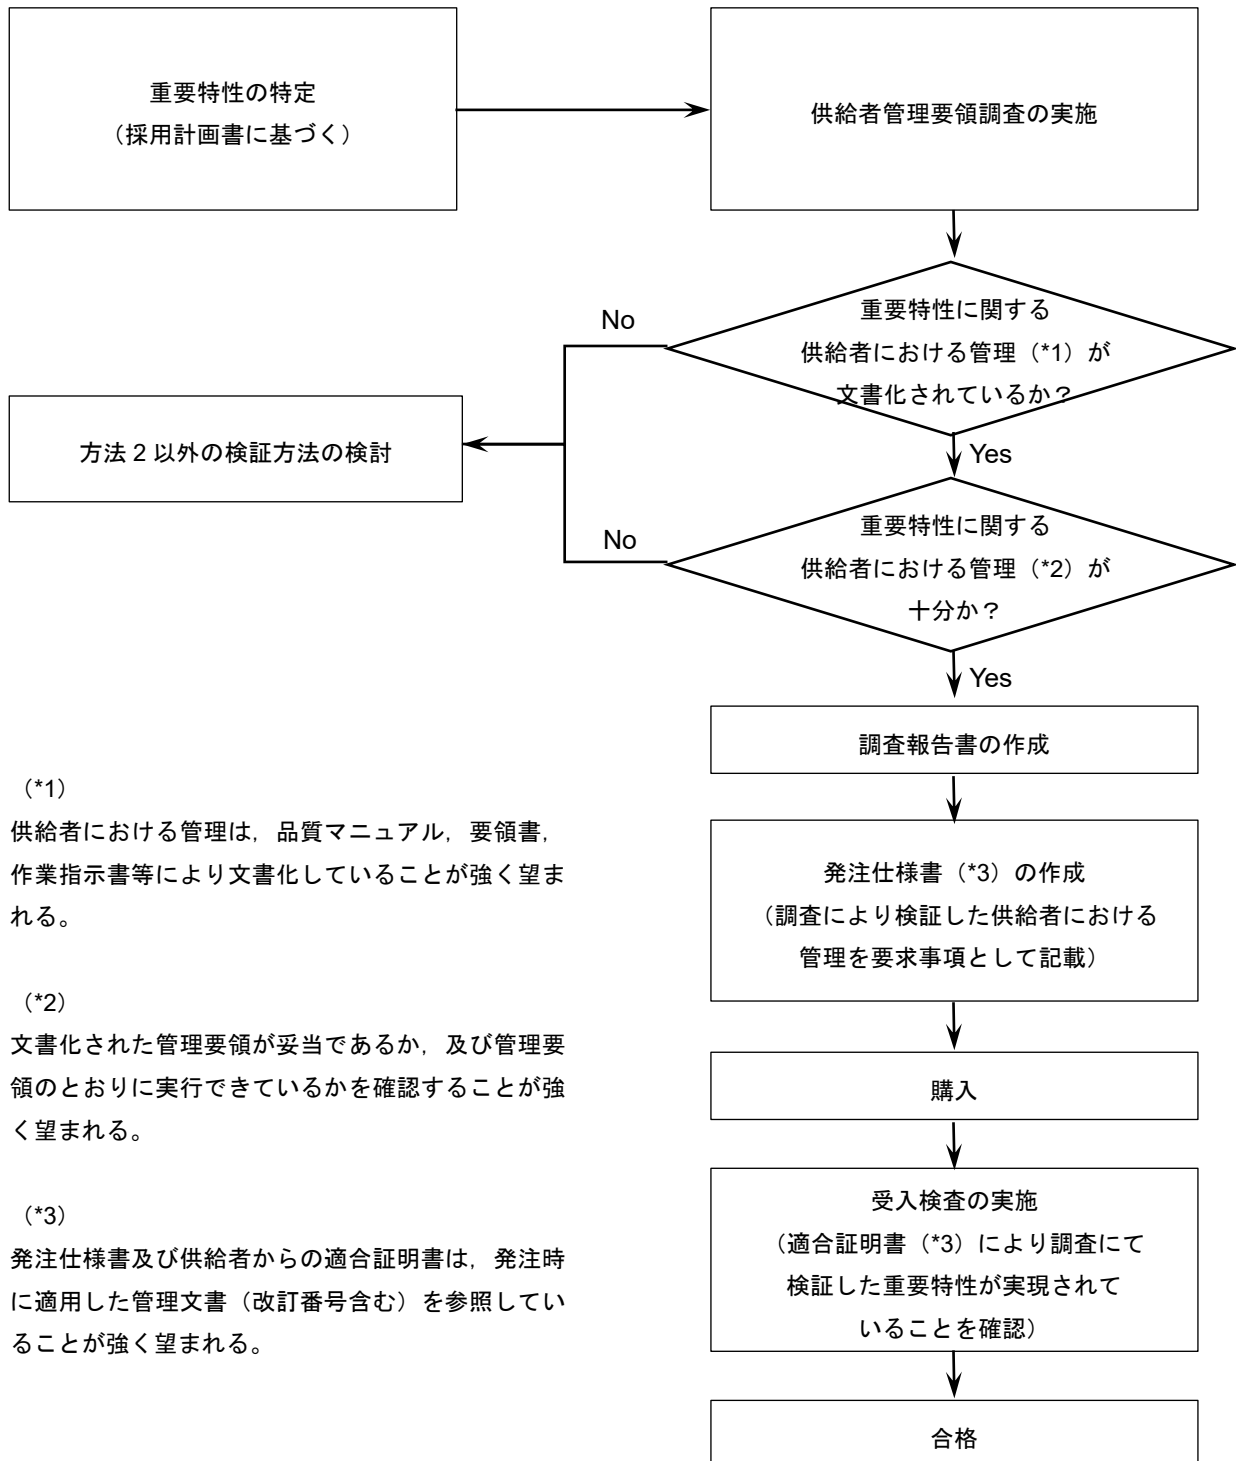 重要特性の特定
（採用計画書に基づく）
供給者管理要領調査の実施
重要特性に関する
供給者における管理（*1）が
文書化されているか？
No
Yes
方法 2 以外の検証方法の検討
重要特性に関する
供給者における管理（*2）が
十分か？
No
Yes
調査報告書の作成
発注仕様書（*3）の作成
（調査により検証した供給者における
管理を要求事項として記載）
購入
受入検査の実施
（適合証明書（*3）により調査にて
検証した重要特性が実現されて
いることを確認）
合格
（*1）
供給者における管理は，品質マニュアル，要領書，
作業指示書等により文書化していることが強く望ま
れる。
（*2）
文書化された管理要領が妥当であるか，及び管理要
領のとおりに実行できているかを確認することが強
く望まれる。
（*3）
発注仕様書及び供給者からの適合証明書は，発注時
に適用した管理文書（改訂番号含む）を参照してい
ることが強く望まれる。